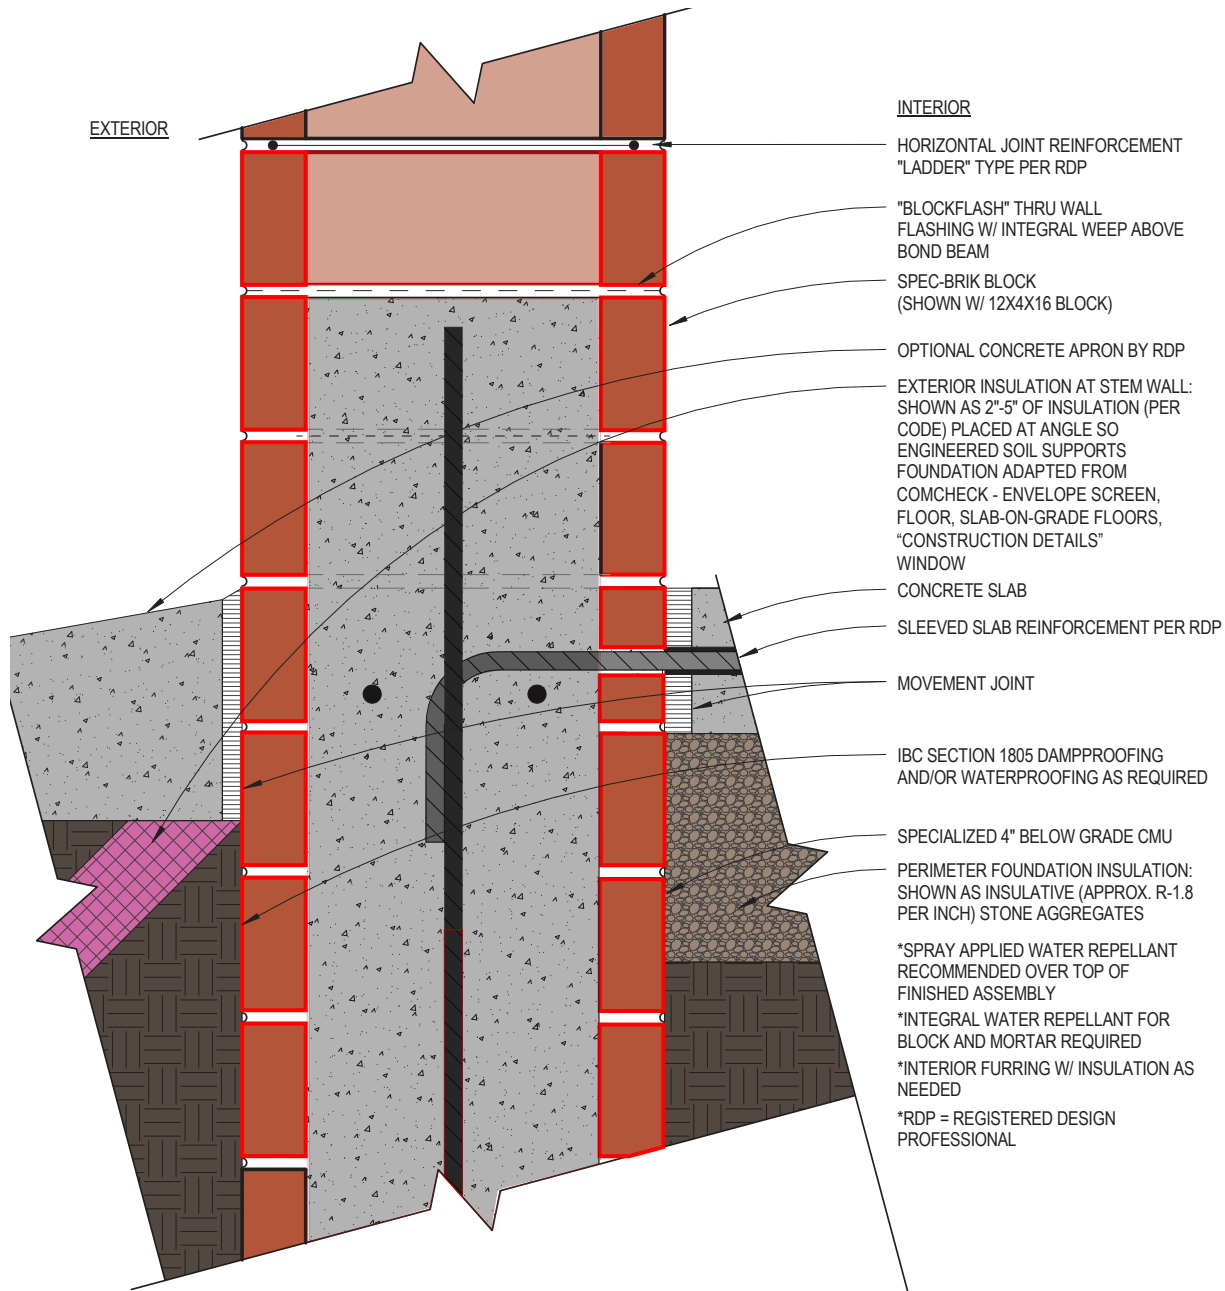 EXTERIOR
INTERIOR
HORIZONTAL JOINT REINFORCEMENT
"LADDER" TYPE PER RDP
"BLOCKFLASH" THRU WALL
FLASHING W/ INTEGRAL WEEP ABOVE
BOND BEAM
SPEC-BRIK BLOCK
(SHOWN W/ 12X4X16 BLOCK)
OPTIONAL CONCRETE APRON BY RDP
EXTERIOR INSULATION AT STEM WALL:
SHOWN AS 2"-5" OF INSULATION (PER
CODE) PLACED AT ANGLE SO
ENGINEERED SOIL SUPPORTS
FOUNDATION ADAPTED FROM
COMCHECK - ENVELOPE SCREEN,
FLOOR, SLAB-ON-GRADE FLOORS,
“CONSTRUCTION DETAILS”
WINDOW
CONCRETE SLAB
SLEEVED SLAB REINFORCEMENT PER RDP
MOVEMENT JOINT
IBC SECTION 1805 DAMPPROOFING
AND/OR WATERPROOFING AS REQUIRED
SPECIALIZED 4" BELOW GRADE CMU
PERIMETER FOUNDATION INSULATION:
SHOWN AS INSULATIVE (APPROX. R-1.8
PER INCH) STONE AGGREGATES
*SPRAY APPLIED WATER REPELLANT
RECOMMENDED OVER TOP OF
FINISHED ASSEMBLY
*INTEGRAL WATER REPELLANT FOR
BLOCK AND MORTAR REQUIRED
*INTERIOR FURRING W/ INSULATION AS
NEEDED
*RDP = REGISTERED DESIGN
PROFESSIONAL